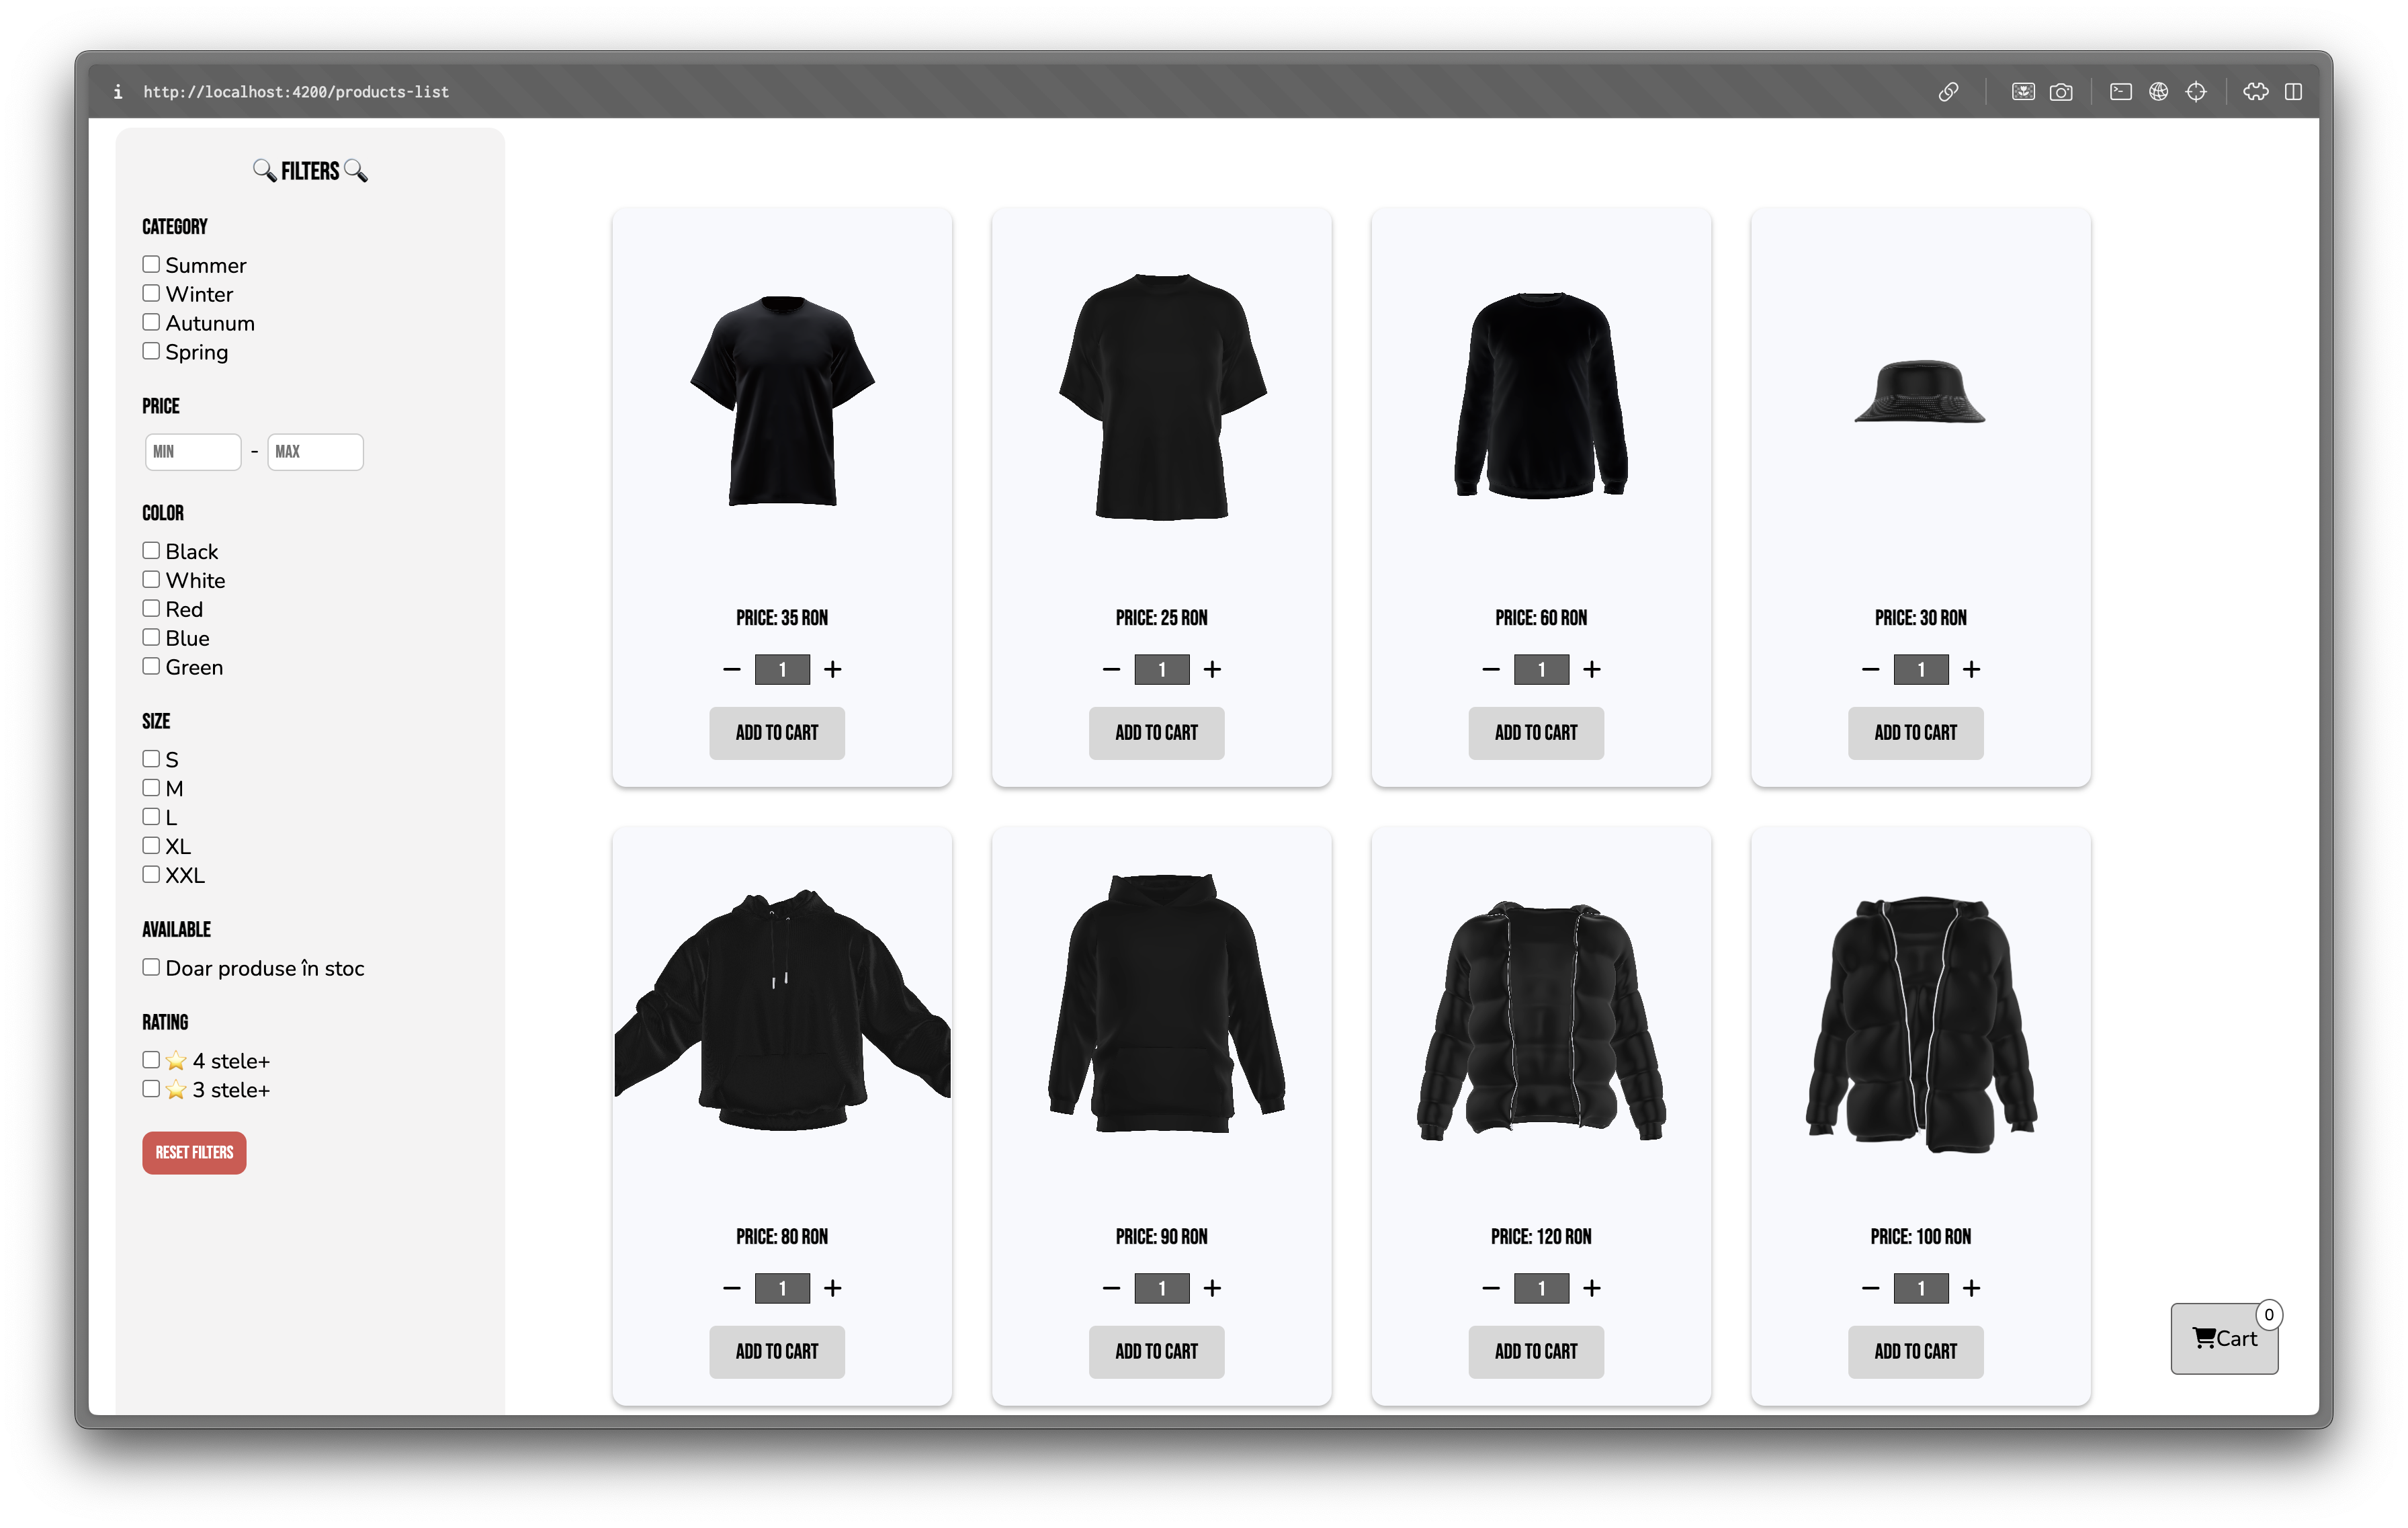 i http://localhost:4200/products-list
🔍 FILTERS 🔍
CATEGORY
Summer
Winter
Autunum
Spring
PRICE
MIN - MAX
COLOR
Black
White
Red
Blue
Green
SIZE
S
M
L
XL
XXL
AVAILABLE
Doar produse în stoc
RATING
⭐ 4 stele+
⭐ 3 stele+
RESET FILTERS
PRICE: 35 RON
− 1 +
ADD TO CART
PRICE: 25 RON
− 1 +
ADD TO CART
PRICE: 60 RON
− 1 +
ADD TO CART
PRICE: 30 RON
− 1 +
ADD TO CART
PRICE: 80 RON
− 1 +
ADD TO CART
PRICE: 90 RON
− 1 +
ADD TO CART
PRICE: 120 RON
− 1 +
ADD TO CART
PRICE: 100 RON
− 1 +
ADD TO CART
0
Cart